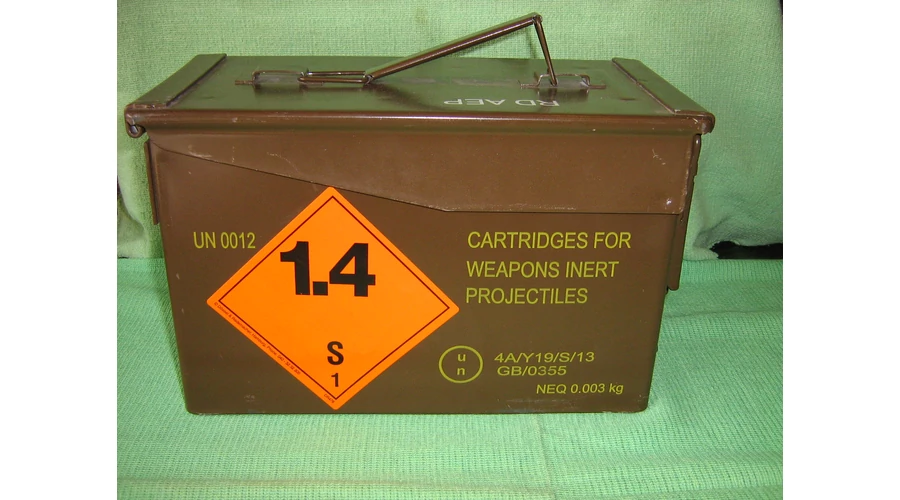 RD AEP
UN 0012
1.4
S
1
CARTRIDGES FOR
WEAPONS INERT
PROJECTILES
un
4A/Y19/S/13
GB/0355
NEQ 0.003 kg